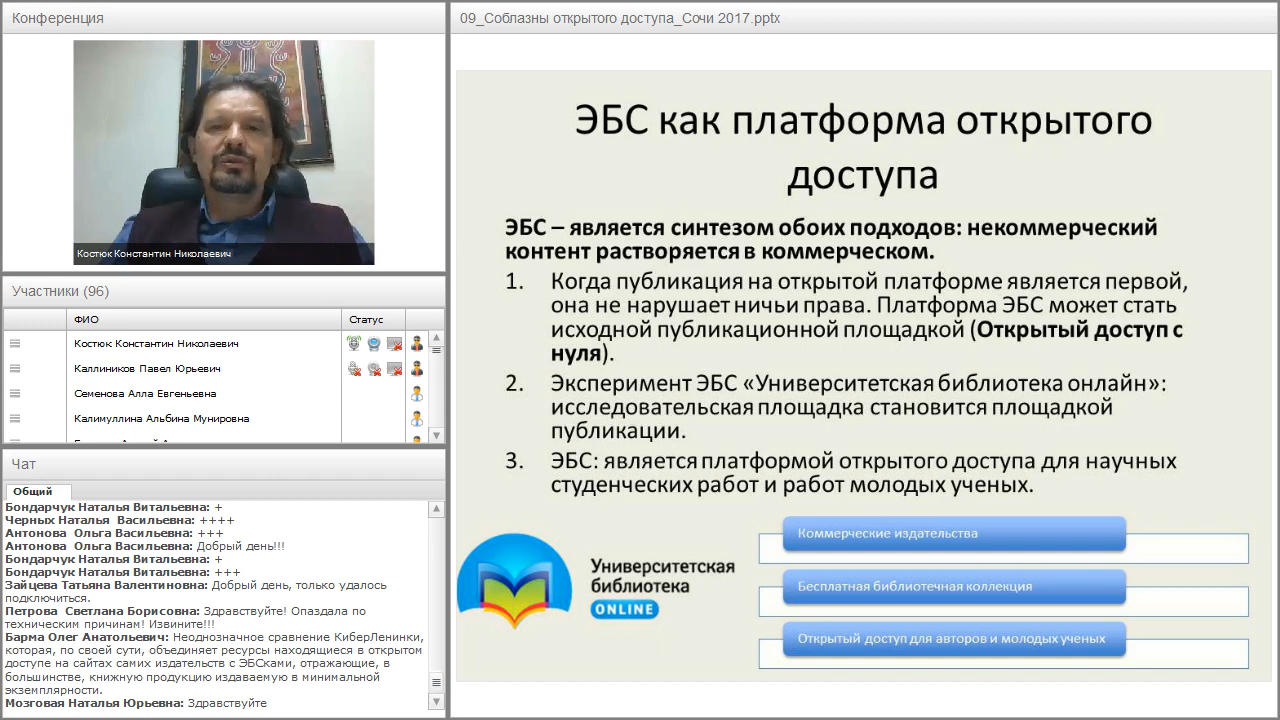 Конференция
Костюк Константин Николаевич
Участники (96)
ФИО
Статус
Костюк Константин Николаевич
Каллиников Павел Юрьевич
Семенова Алла Евгеньевна
Калимуллина Альбина Мунировна
Чат
Общий
Бондарчук Наталья Витальевна: +
Черных Наталья Васильевна: ++++
Антонова Ольга Васильевна: +++
Антонова Ольга Васильевна: Добрый день!!!
Бондарчук Наталья Витальевна: +
Бондарчук Наталья Витальевна: +++
Зайцева Татьяна Валентиновна: Добрый день, только удалось
подключиться.
Петрова Светлана Борисовна: Здравствуйте! Опаздала по
техническим причинам! Извините!!!
Барма Олег Анатольевич: Неоднозначное сравнение КиберЛенинки,
которая, по своей сути, объединяет ресурсы находящиеся в открытом
доступе на сайтах самих издательств с ЭБСками, отражающие, в
большинстве, книжную продукцию издаваемую в минимальной
экземплярности.
Мозговая Наталья Юрьевна: Здравствуйте
09_Соблазны открытого доступа_Сочи 2017.pptx
ЭБС как платформа открытого
доступа
ЭБС – является синтезом обоих подходов: некоммерческий
контент растворяется в коммерческом.
1. Когда публикация на открытой платформе является первой,
она не нарушает ничьи права. Платформа ЭБС может стать
исходной публикационной площадкой (Открытый доступ с
нуля).
2. Эксперимент ЭБС «Университетская библиотека онлайн»:
исследовательская площадка становится площадкой
публикации.
3. ЭБС: является платформой открытого доступа для научных
студенческих работ и работ молодых ученых.
Университетская
библиотека
ONLINE
Коммерческие издательства
Бесплатная библиотечная коллекция
Открытый доступ для авторов и молодых ученых